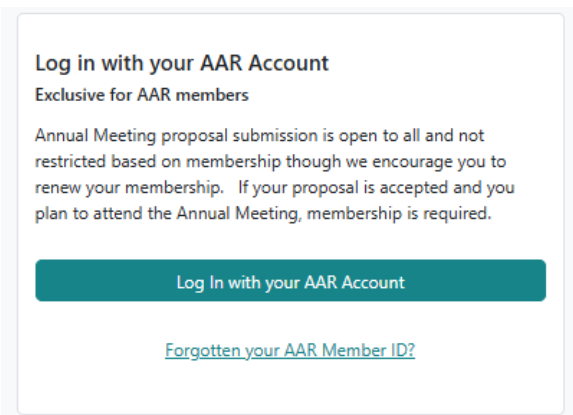 Log in with your AAR Account
Exclusive for AAR members
Annual Meeting proposal submission is open to all and not
restricted based on membership though we encourage you to
renew your membership.   If your proposal is accepted and you
plan to attend the Annual Meeting, membership is required.
Log In with your AAR Account
Forgotten your AAR Member ID?